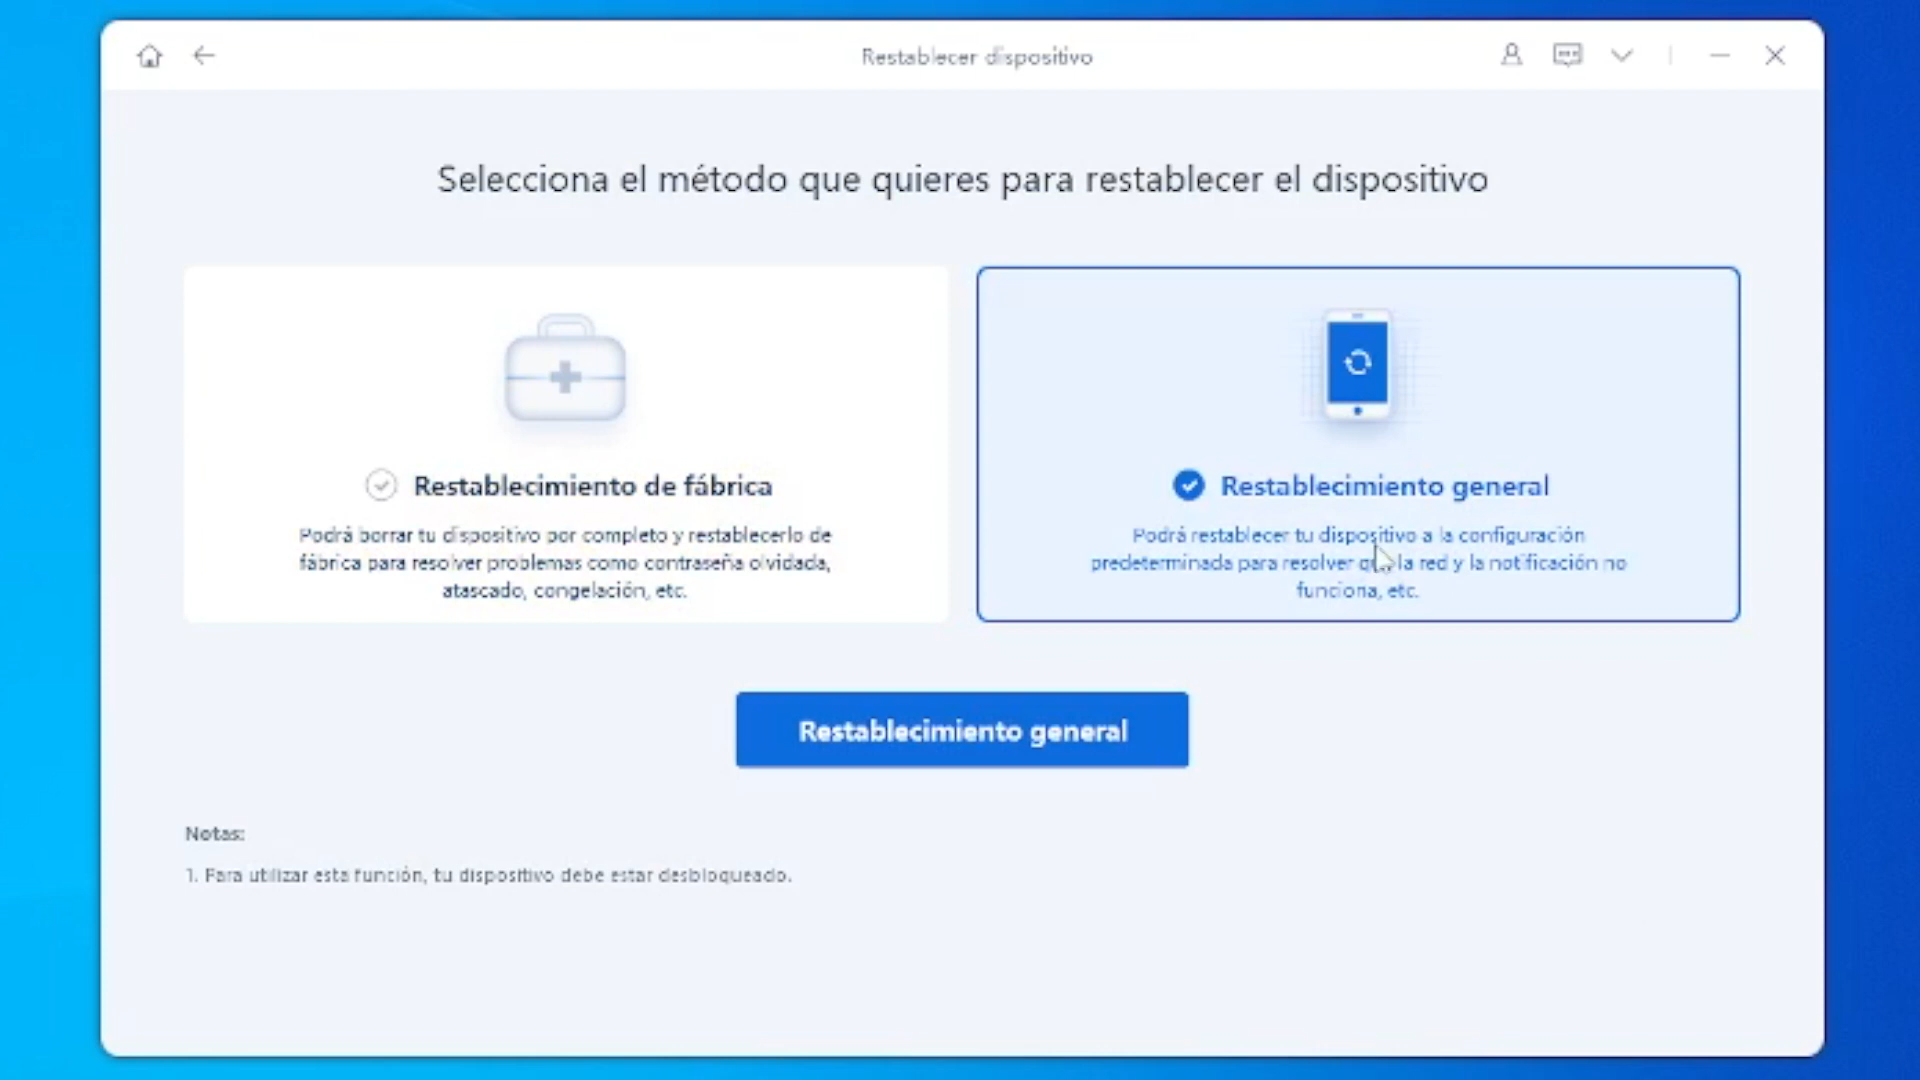 Restablecer dispositivo
Selecciona el método que quieres para restablecer el dispositivo
Restablecimiento de fábrica
Podrá borrar tu dispositivo por completo y restablecerlo de
fábrica para resolver problemas como contraseña olvidada,
atascado, congelación, etc.
Restablecimiento general
Podrá restablecer tu dispositivo a la configuración
predeterminada para resolver que la red y la notificación no
funciona, etc.
Restablecimiento general
Notas:
1. Para utilizar esta función, tu dispositivo debe estar desbloqueado.